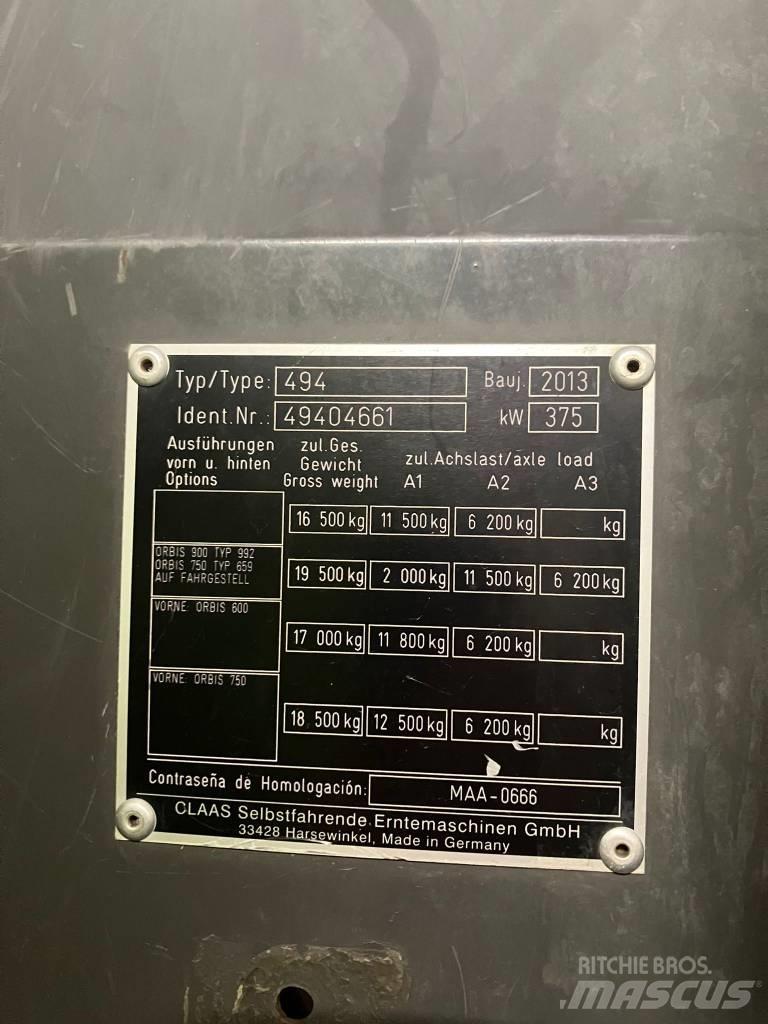 Typ/Type: 494 Bauj. 2013
Ident.Nr.: 49404661 kW 375
Ausführungen zul.Ges.
vorn u. hinten Gewicht zul.Achslast/axle load
Options Gross weight A1 A2 A3
16 500 kg 11 500 kg 6 200 kg kg
ORBIS 900 TYP 992
ORBIS 750 TYP 659
AUF FAHRGESTELL
19 500 kg 2 000 kg 11 500 kg 6 200 kg
VORNE: ORBIS 600
17 000 kg 11 800 kg 6 200 kg kg
VORNE: ORBIS 750
18 500 kg 12 500 kg 6 200 kg kg
Contraseña de Homologación: MAA-0666
CLAAS Selbstfahrende Erntemaschinen GmbH
33428 Harsewinkel, Made in Germany
RITCHIE BROS.
MASCUS